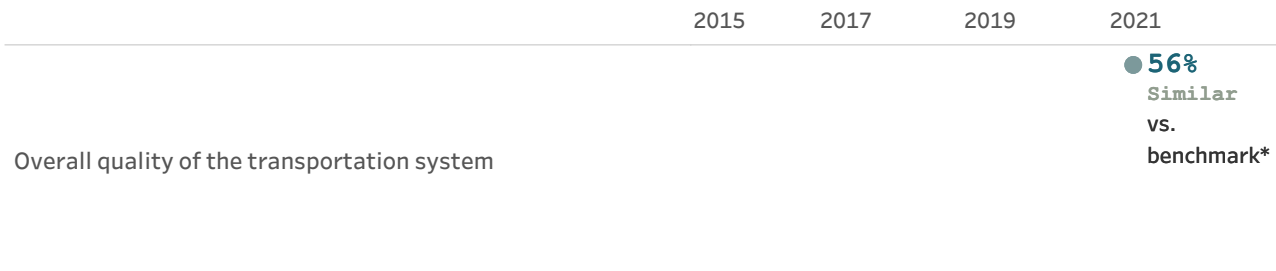 2015 2017 2019 2021
56%
Similar
vs.
benchmark*
Overall quality of the transportation system